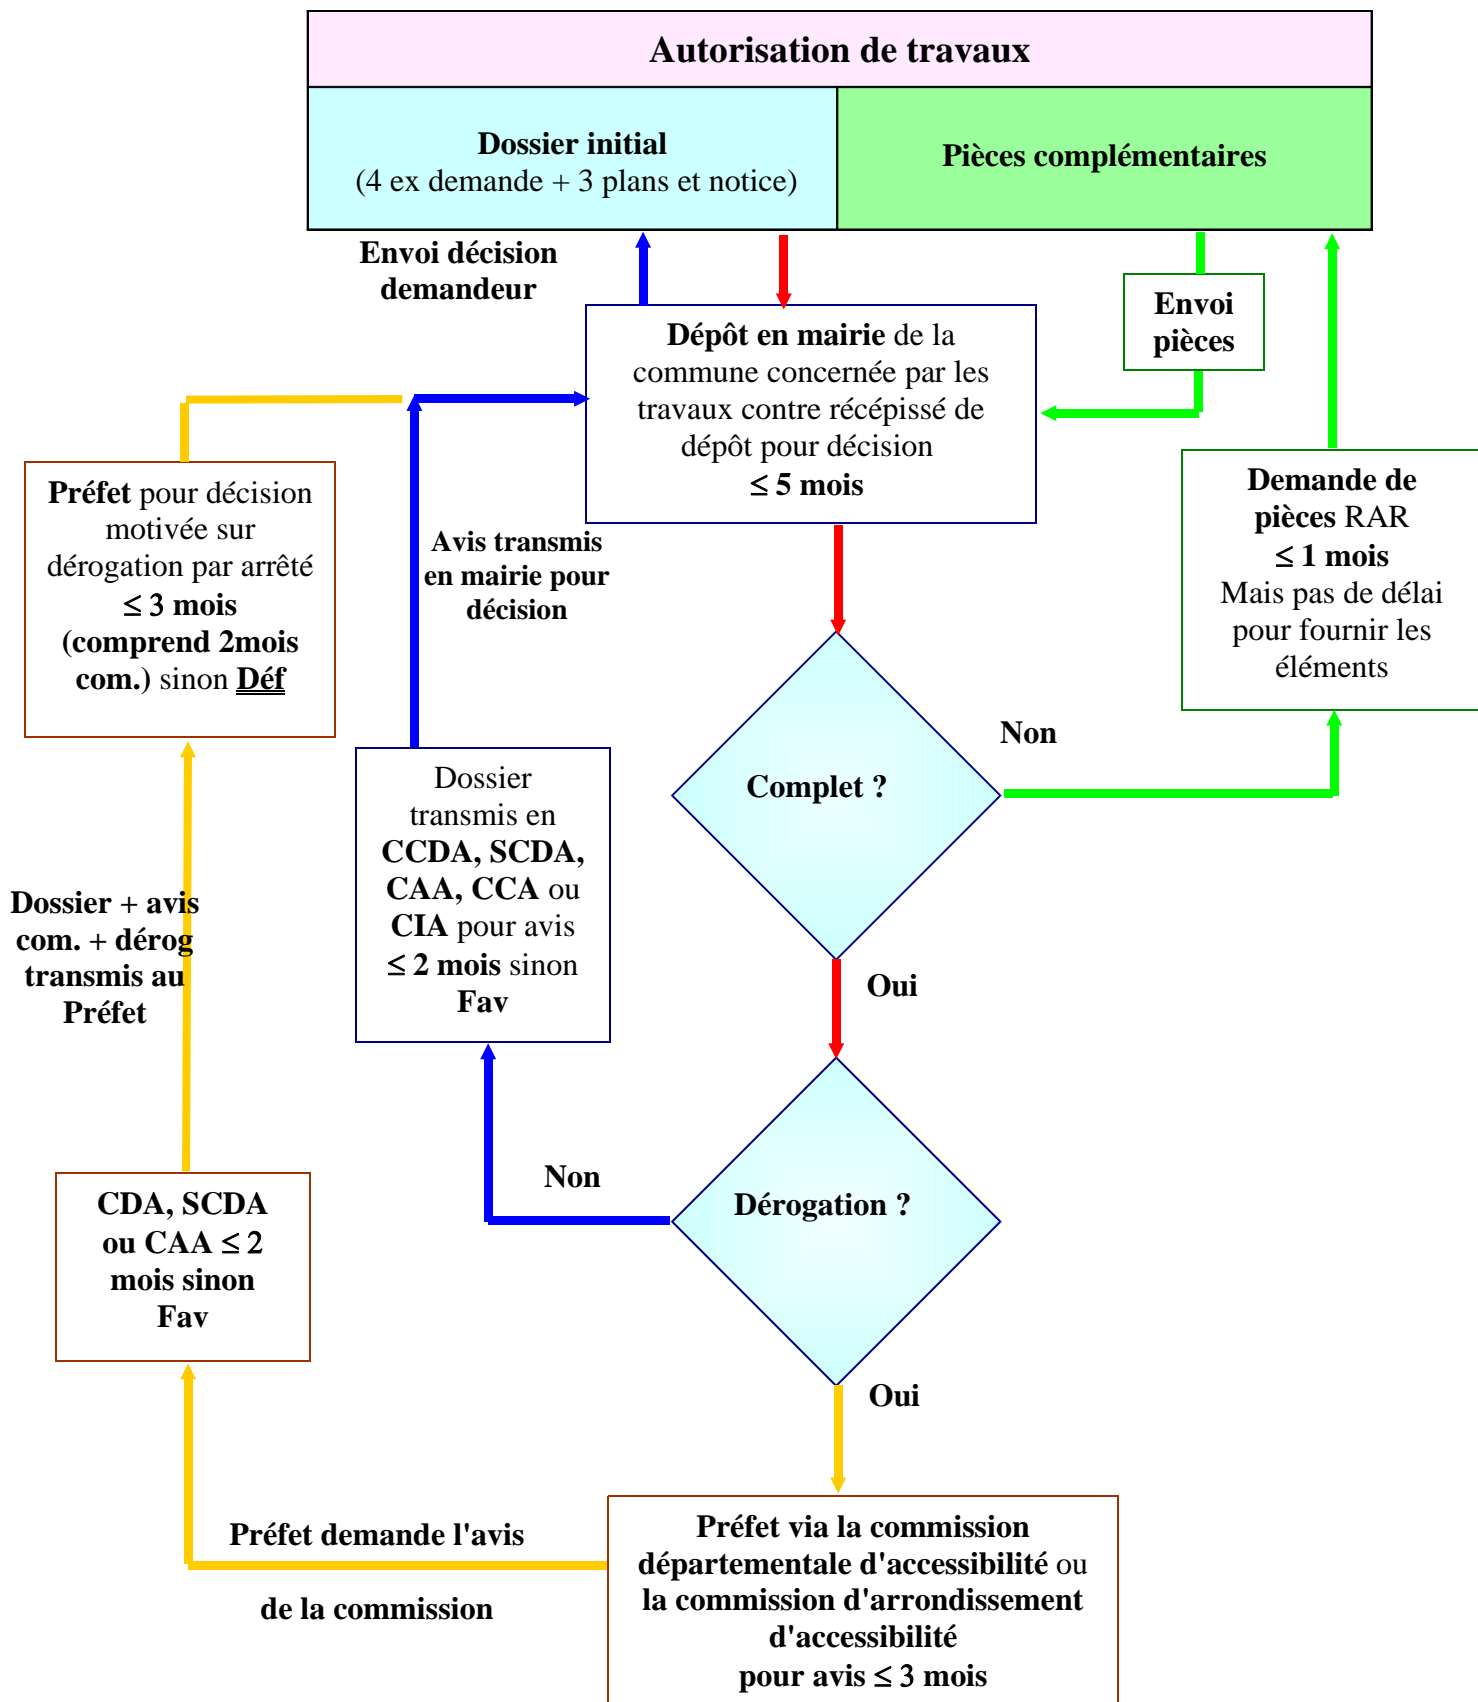 Autorisation de travaux
Dossier initial
(4 ex demande + 3 plans et notice)
Pièces complémentaires
Envoi décision
demandeur
Envoi
pièces
Dépôt en mairie de la
commune concernée par les
travaux contre récépissé de
dépôt pour décision
≤ 5 mois
Préfet pour décision
motivée sur
dérogation par arrêté
≤ 3 mois
(comprend 2mois
com.) sinon Déf
Avis transmis
en mairie pour
décision
Demande de
pièces RAR
≤ 1 mois
Mais pas de délai
pour fournir les
éléments
Non
Complet ?
Dossier
transmis en
CCDA, SCDA,
CAA, CCA ou
CIA pour avis
≤ 2 mois sinon
Fav
Dossier + avis
com. + dérog
transmis au
Préfet
Oui
Non
Dérogation ?
CDA, SCDA
ou CAA ≤ 2
mois sinon
Fav
Oui
Préfet demande l'avis
de la commission
Préfet via la commission
départementale d'accessibilité ou
la commission d'arrondissement
d'accessibilité
pour avis ≤ 3 mois